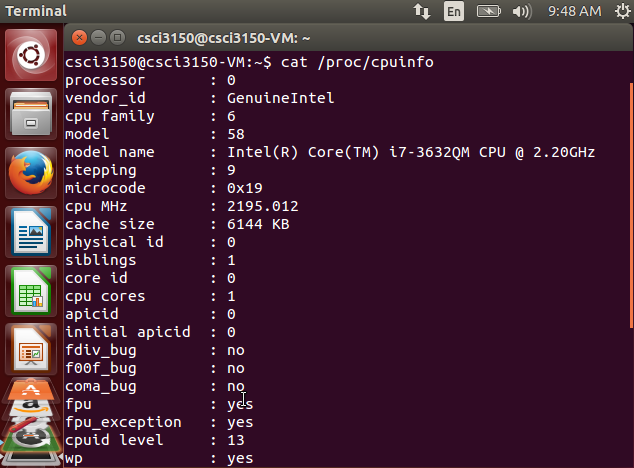 Terminal
En
9:48 AM
csci3150@csci3150-VM: ~
csci3150@csci3150-VM:~$ cat /proc/cpuinfo
processor : 0
vendor_id : GenuineIntel
cpu family : 6
model : 58
model name : Intel(R) Core(TM) i7-3632QM CPU @ 2.20GHz
stepping : 9
microcode : 0x19
cpu MHz : 2195.012
cache size : 6144 KB
physical id : 0
siblings : 1
core id : 0
cpu cores : 1
apicid : 0
initial apicid : 0
fdiv_bug : no
f00f_bug : no
coma_bug : no
fpu : yes
fpu_exception : yes
cpuid level : 13
wp : yes